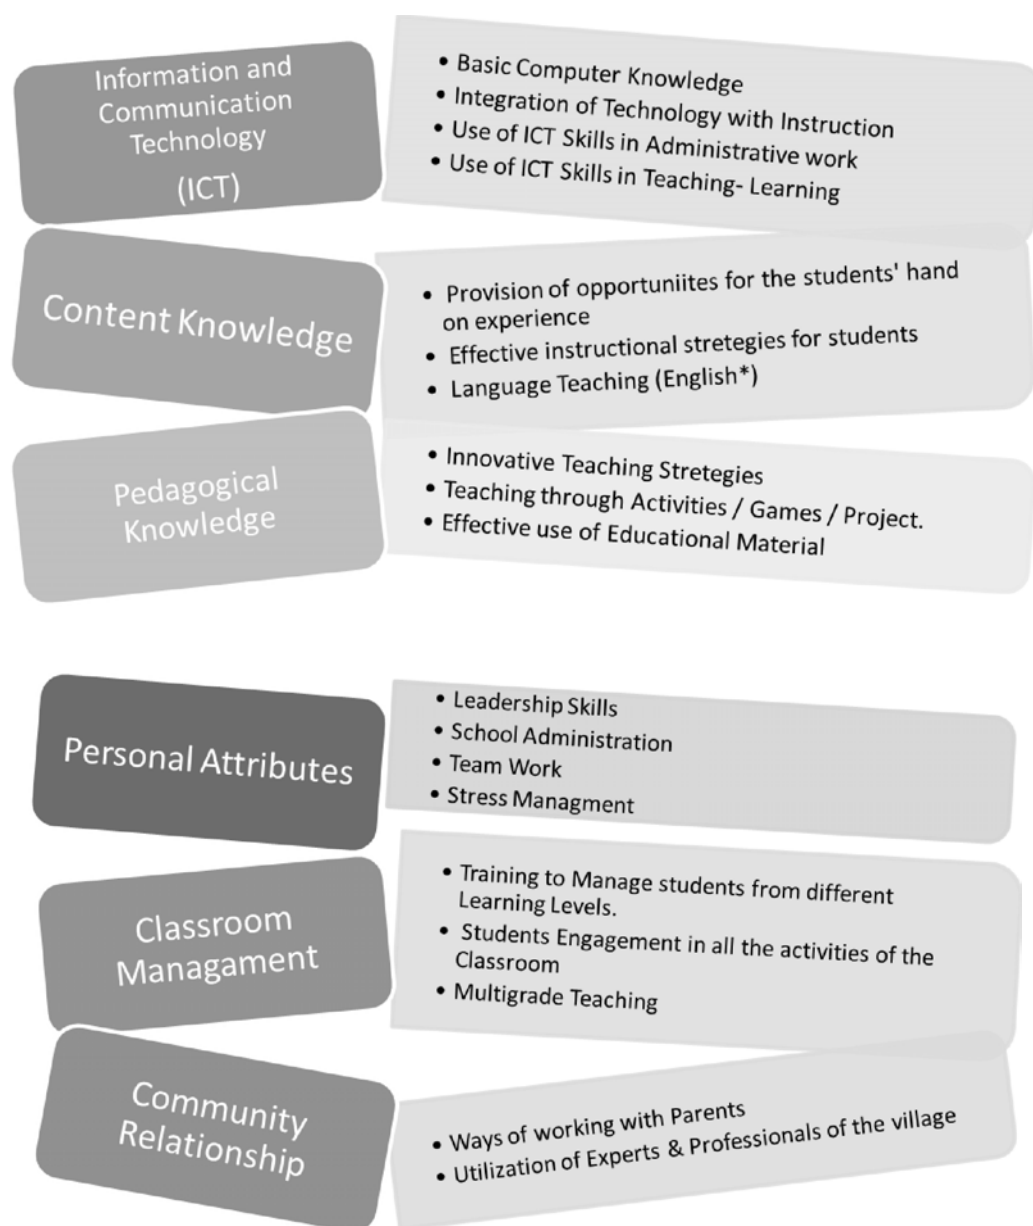 Information and
Communication
Technology
(ICT)
• Basic Computer Knowledge
• Integration of Technology with Instruction
• Use of ICT Skills in Administrative work
• Use of ICT Skills in Teaching- Learning
Content Knowledge
• Provision of opportuniites for the students' hand
on experience
• Effective instructional stretegies for students
• Language Teaching (English*)
Pedagogical
Knowledge
• Innovative Teaching Stretegies
• Teaching through Activities / Games / Project.
• Effective use of Educational Material
Personal Attributes
• Leadership Skills
• School Administration
• Team Work
• Stress Managment
Classroom
Managament
• Training to Manage students from different
Learning Levels.
• Students Engagement in all the activities of the
Classroom
• Multigrade Teaching
Community
Relationship
• Ways of working with Parents
• Utilization of Experts & Professionals of the village